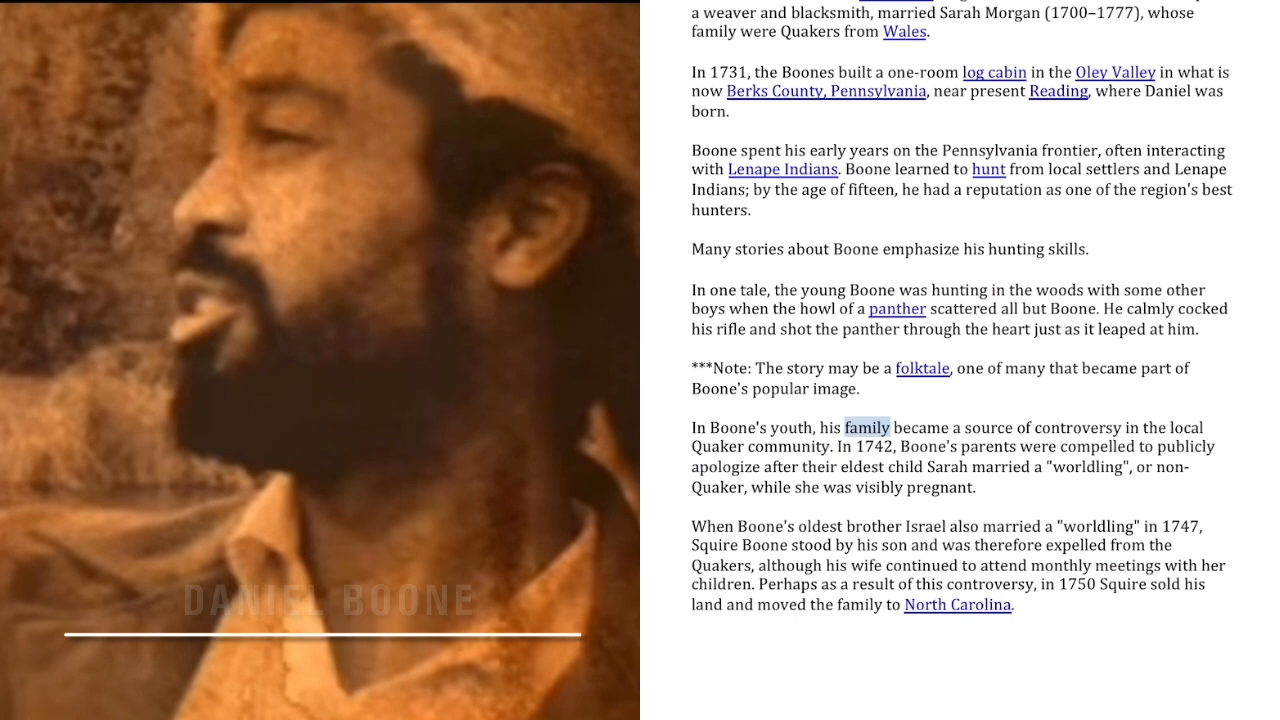 DANIEL BOONE
a weaver and blacksmith, married Sarah Morgan (1700–1777), whose
family were Quakers from Wales.
In 1731, the Boones built a one-room log cabin in the Oley Valley in what is
now Berks County, Pennsylvania, near present Reading, where Daniel was
born.
Boone spent his early years on the Pennsylvania frontier, often interacting
with Lenape Indians. Boone learned to hunt from local settlers and Lenape
Indians; by the age of fifteen, he had a reputation as one of the region's best
hunters.
Many stories about Boone emphasize his hunting skills.
In one tale, the young Boone was hunting in the woods with some other
boys when the howl of a panther scattered all but Boone. He calmly cocked
his rifle and shot the panther through the heart just as it leaped at him.
***Note: The story may be a folktale, one of many that became part of
Boone's popular image.
In Boone's youth, his family became a source of controversy in the local
Quaker community. In 1742, Boone's parents were compelled to publicly
apologize after their eldest child Sarah married a "worldling", or non-
Quaker, while she was visibly pregnant.
When Boone's oldest brother Israel also married a "worldling" in 1747,
Squire Boone stood by his son and was therefore expelled from the
Quakers, although his wife continued to attend monthly meetings with her
children. Perhaps as a result of this controversy, in 1750 Squire sold his
land and moved the family to North Carolina.